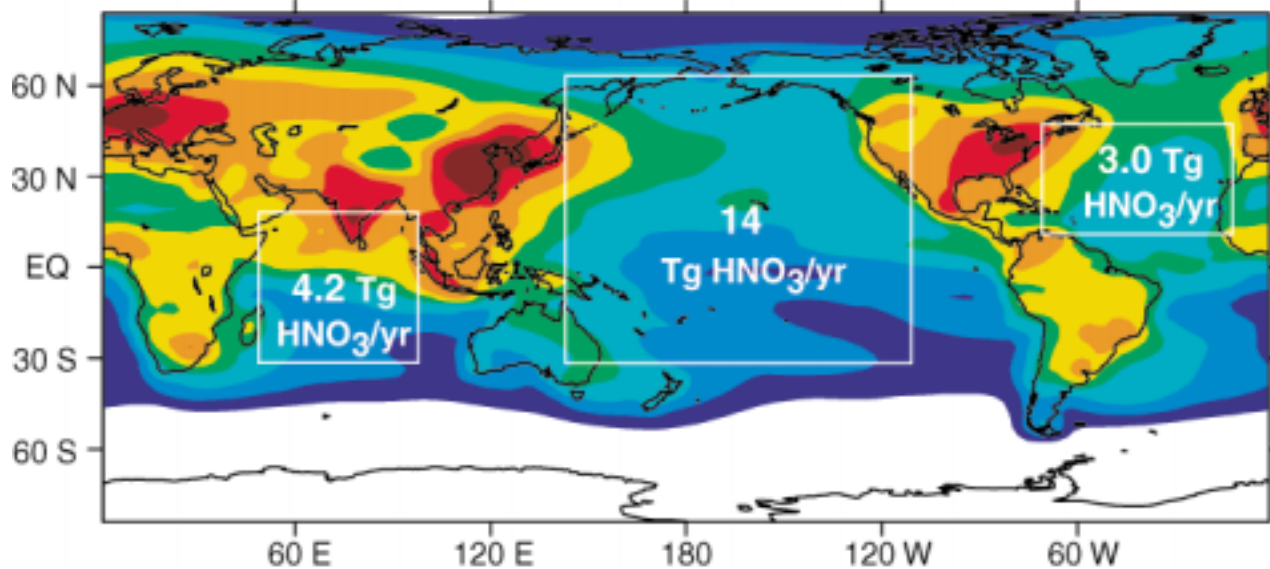 60 N
30 N
EQ
30 S
60 S
4.2 Tg
HNO₃/yr
14
Tg HNO₃/yr
3.0 Tg
HNO₃/yr
60 E
120 E
180
120 W
60 W